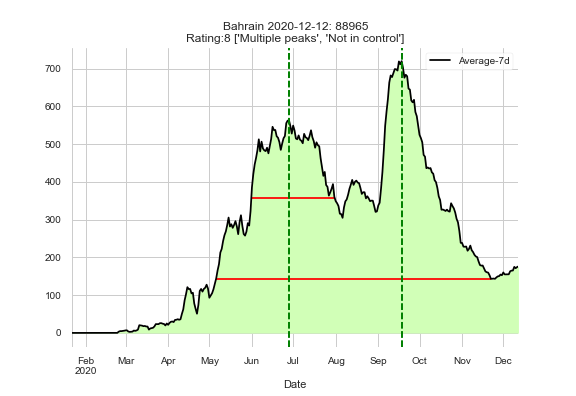 Bahrain 2020-12-12: 88965
Rating:8 ['Multiple peaks', 'Not in control']
Average-7d
700
600
500
400
300
200
100
0
Feb Mar Apr May Jun Jul Aug Sep Oct Nov Dec
2020
Date